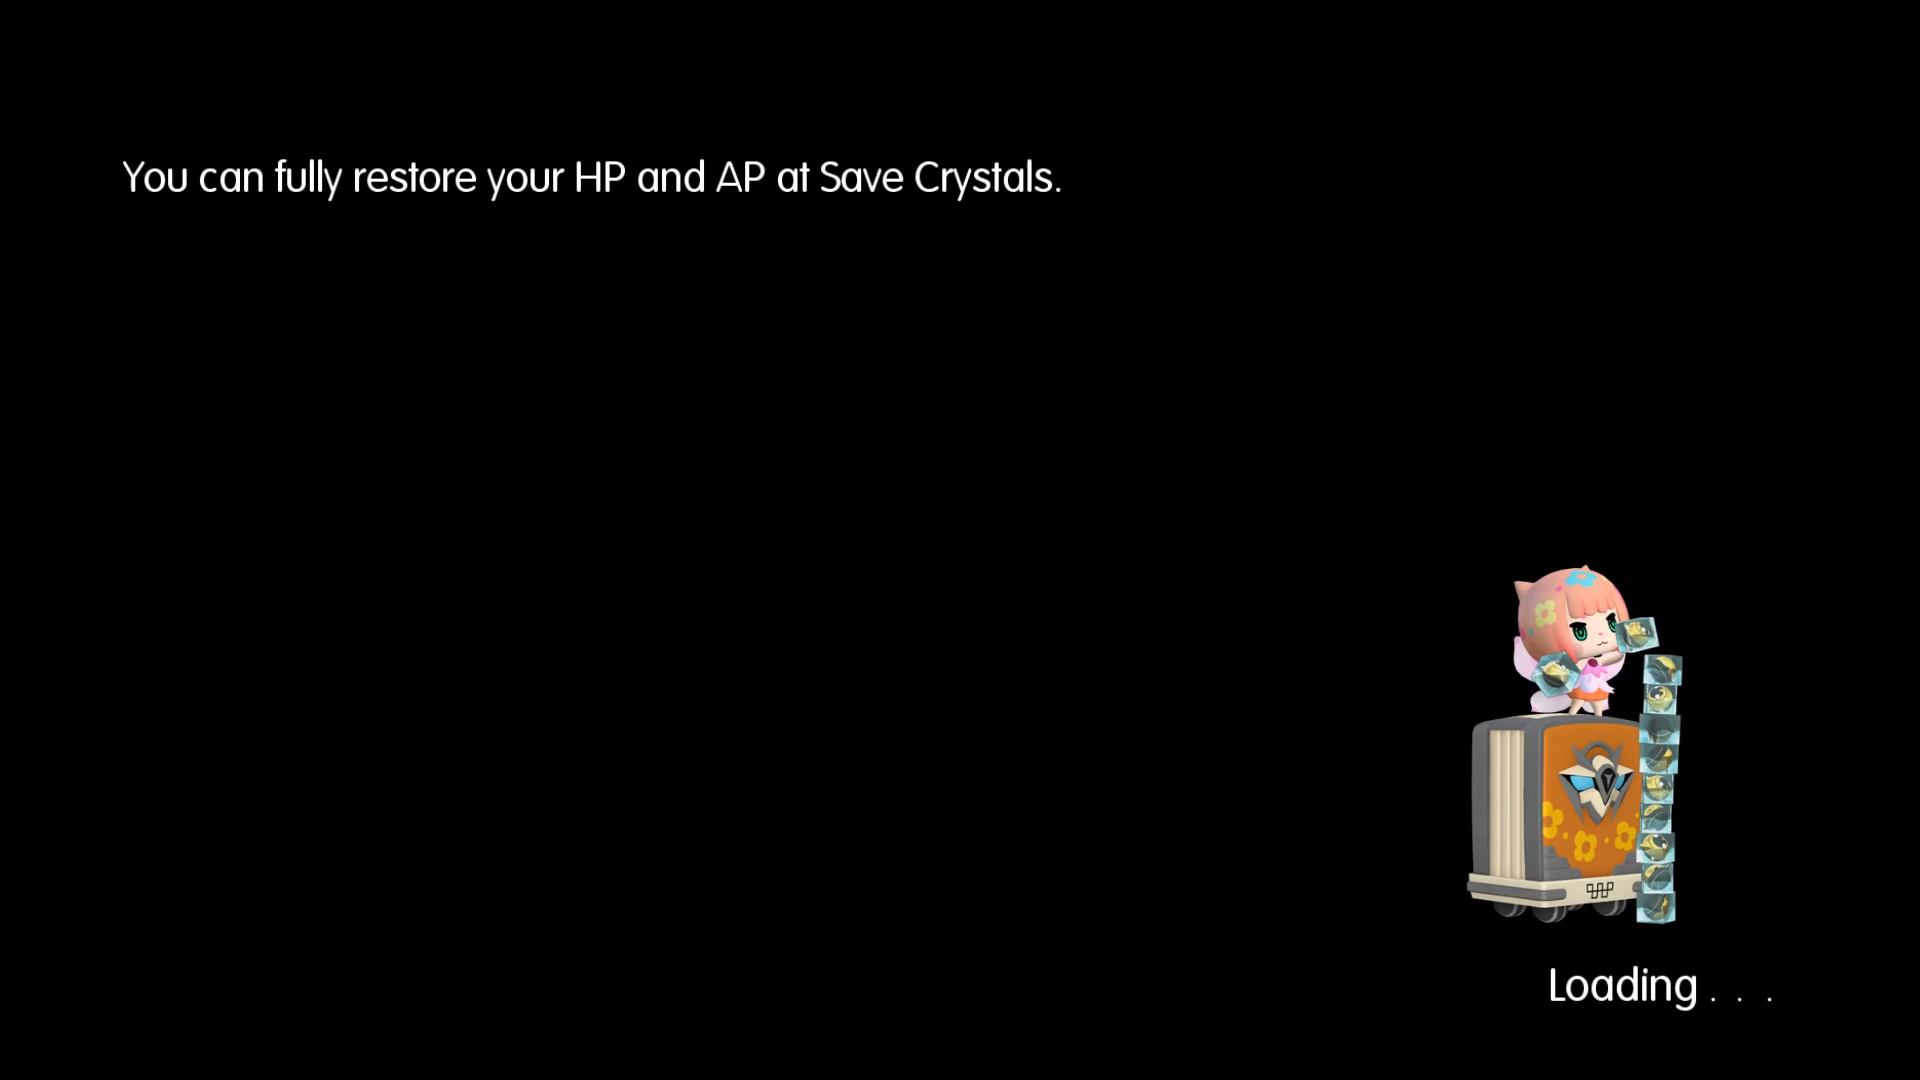 You can fully restore your HP and AP at Save Crystals.
Loading . . .